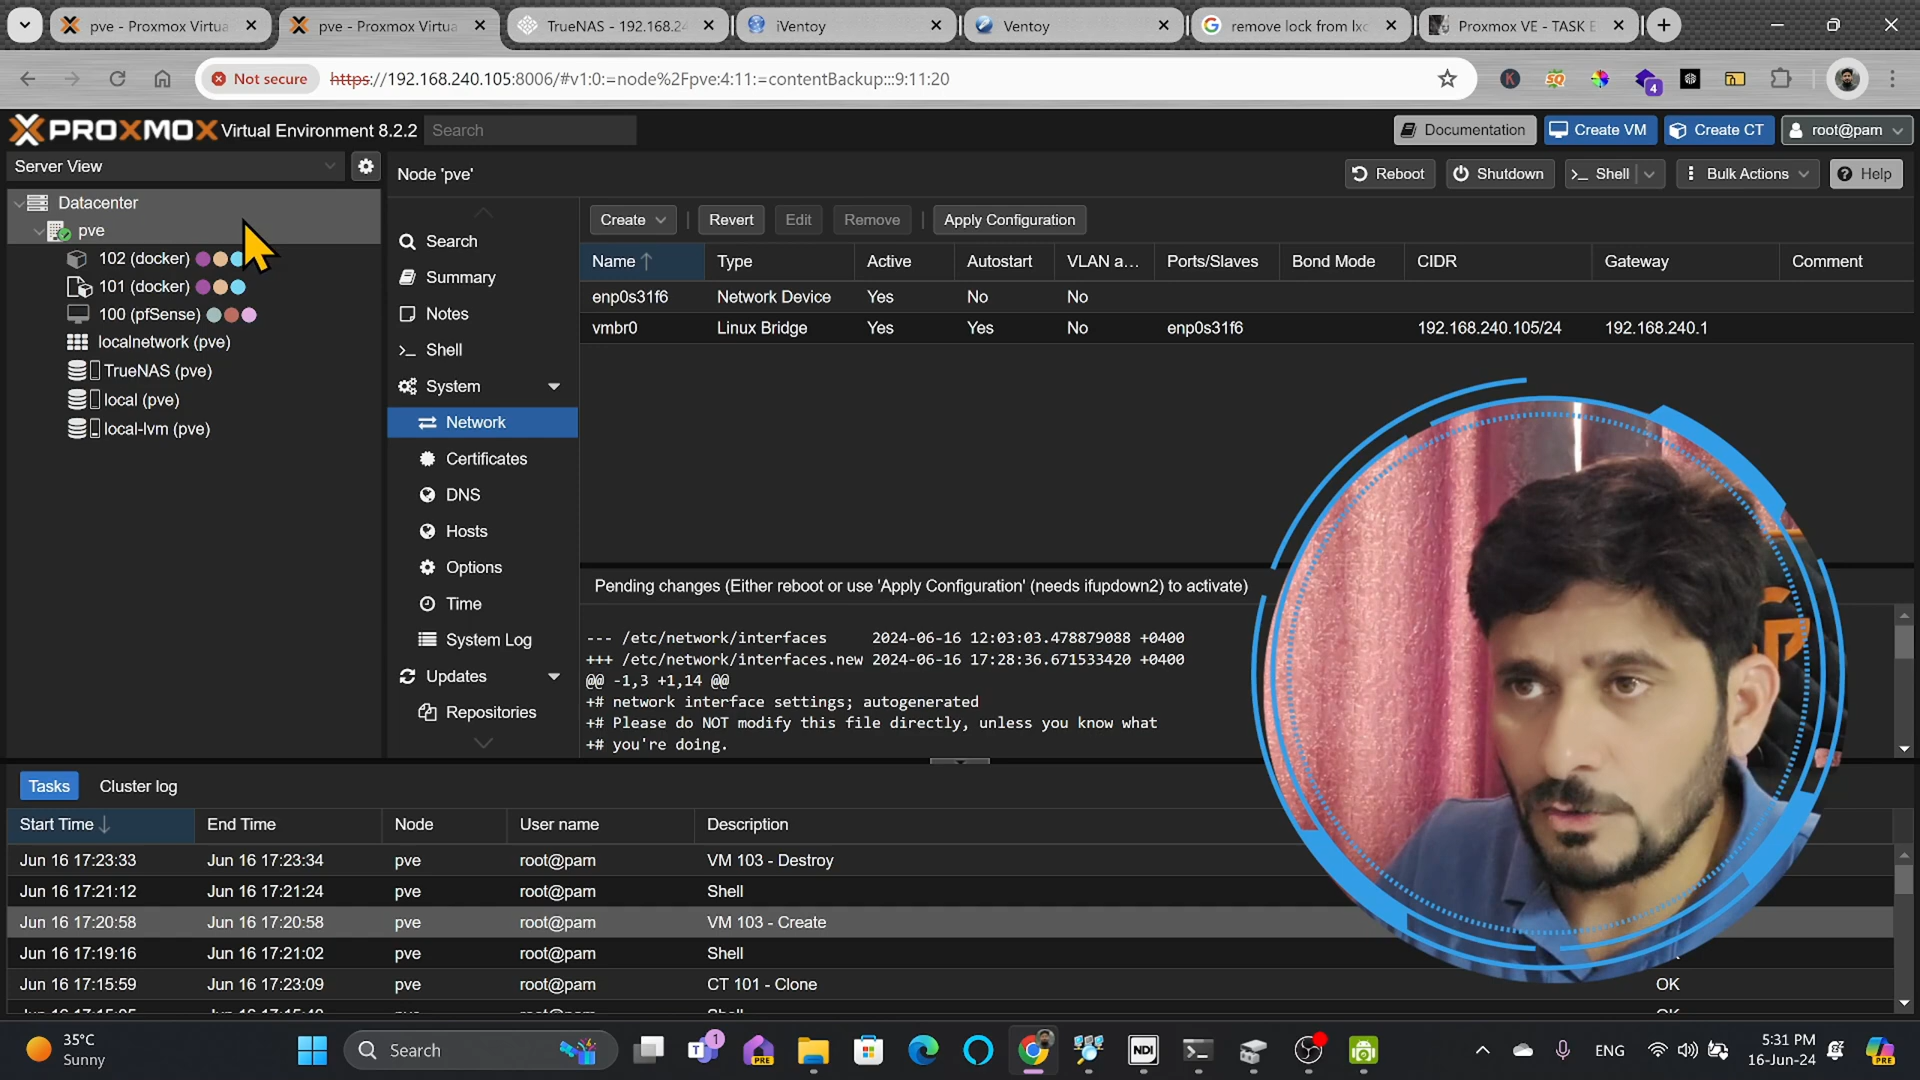 pve - Proxmox Virtua
pve - Proxmox Virtua
TrueNAS - 192.168.24
iVentoy
Ventoy
remove lock from lxc
Proxmox VE - TASK E
Not secure
https://192.168.240.105:8006/#v1:0:=node%2Fpve:4:11:=contentBackup:::9:11:20
4
PROXMOX Virtual Environment 8.2.2
Search
Documentation
Create VM
Create CT
root@pam
Server View
Node 'pve'
Reboot
Shutdown
Shell
Bulk Actions
Help
Datacenter
pve
102 (docker)
101 (docker)
100 (pfSense)
localnetwork (pve)
TrueNAS (pve)
local (pve)
local-lvm (pve)
Search
Summary
Notes
Shell
System
Network
Certificates
DNS
Hosts
Options
Time
System Log
Updates
Repositories
Create
Revert
Edit
Remove
Apply Configuration
Name Type Active Autostart VLAN a... Ports/Slaves Bond Mode CIDR Gateway Comment
enp0s31f6 Network Device Yes No No
vmbr0 Linux Bridge Yes Yes No enp0s31f6 192.168.240.105/24 192.168.240.1
Pending changes (Either reboot or use 'Apply Configuration' (needs ifupdown2) to activate)
--- /etc/network/interfaces 2024-06-16 12:03:03.478879088 +0400
+++ /etc/network/interfaces.new 2024-06-16 17:28:36.671533420 +0400
@@ -1,3 +1,14 @@
+# network interface settings; autogenerated
+# Please do NOT modify this file directly, unless you know what
+# you're doing.
Tasks
Cluster log
Start Time End Time Node User name Description
Jun 16 17:23:33 Jun 16 17:23:34 pve root@pam VM 103 - Destroy
Jun 16 17:21:12 Jun 16 17:21:24 pve root@pam Shell
Jun 16 17:20:58 Jun 16 17:20:58 pve root@pam VM 103 - Create
Jun 16 17:19:16 Jun 16 17:21:02 pve root@pam Shell
Jun 16 17:15:59 Jun 16 17:23:09 pve root@pam CT 101 - Clone OK
35°C
Sunny
Search
1
PRE
NDI
ENG
5:31 PM
16-Jun-24
PRE